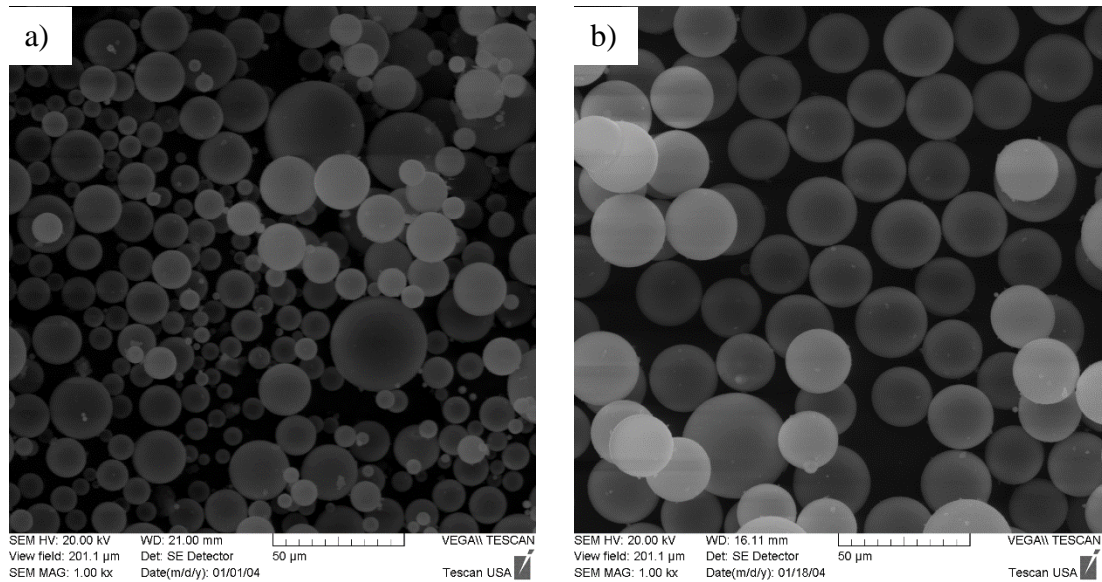 a)
SEM HV: 20.00 kV WD: 21.00 mm VEGA\\ TESCAN
View field: 201.1 µm Det: SE Detector 50 µm
SEM MAG: 1.00 kx Date(m/d/y): 01/01/04 Tescan USA
b)
SEM HV: 20.00 kV WD: 16.11 mm VEGA\\ TESCAN
View field: 201.1 µm Det: SE Detector 50 µm
SEM MAG: 1.00 kx Date(m/d/y): 01/18/04 Tescan USA